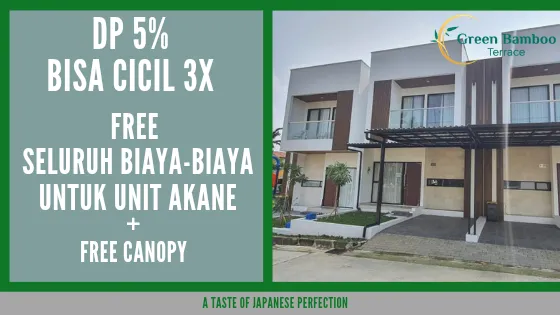 DP 5%
BISA CICIL 3X
FREE
SELURUH BIAYA-BIAYA
UNTUK UNIT AKANE
+
FREE CANOPY
Green Bamboo
Terrace
A TASTE OF JAPANESE PERFECTION